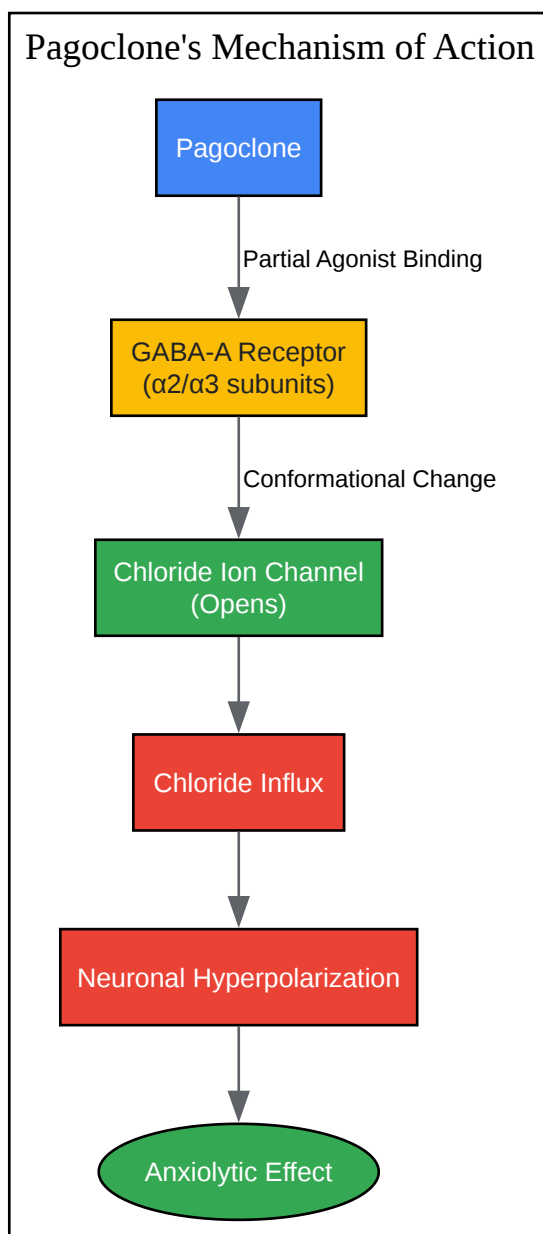 Pagoclone's Mechanism of Action
Pagoclone
Partial Agonist Binding
GABA-A Receptor
(α2/α3 subunits)
Conformational Change
Chloride Ion Channel
(Opens)
Chloride Influx
Neuronal Hyperpolarization
Anxiolytic Effect